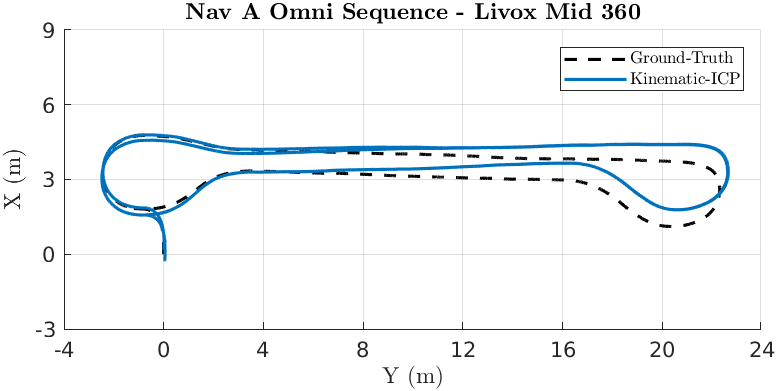 Nav A Omni Sequence - Livox Mid 360
Ground-Truth
Kinematic-ICP
X (m)
9
6
3
0
-3
-4
0
4
8
12
16
20
24
Y (m)